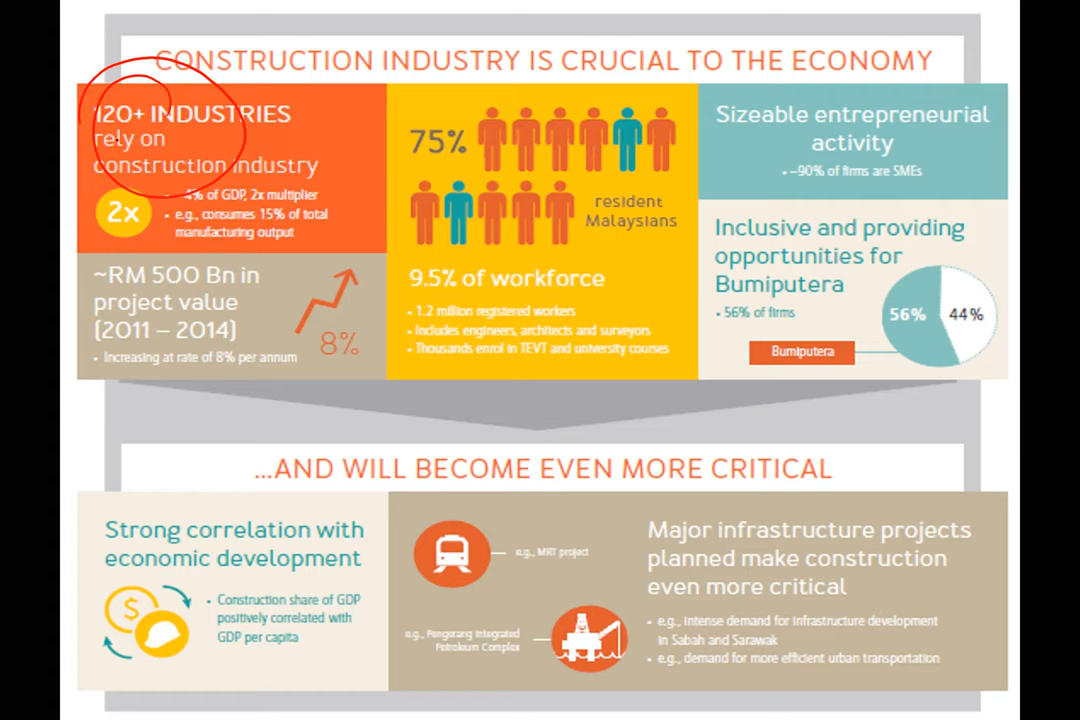 CONSTRUCTION INDUSTRY IS CRUCIAL TO THE ECONOMY
120+ INDUSTRIES
rely on
construction industry
2x
4% of GDP, 2x multiplier
• e.g., consumes 15% of total
manufacturing output
~RM 500 Bn in
project value
(2011 – 2014)
• Increasing at rate of 8% per annum
8%
75%
resident
Malaysians
9.5% of workforce
• 1.2 million registered workers
• Includes engineers, architects and surveyors
• Thousands enrol in TEVT and university courses
Sizeable entrepreneurial
activity
• ~90% of firms are SMEs
Inclusive and providing
opportunities for
Bumiputera
• 56% of firms
56%
44%
Bumiputera
...AND WILL BECOME EVEN MORE CRITICAL
Strong correlation with
economic development
$
• Construction share of GDP
positively correlated with
GDP per capita
e.g., MRT project
e.g., Pengerang Integrated
Petroleum Complex
Major infrastructure projects
planned make construction
even more critical
• e.g., intense demand for infrastructure development
in Sabah and Sarawak
• e.g., demand for more efficient urban transportation